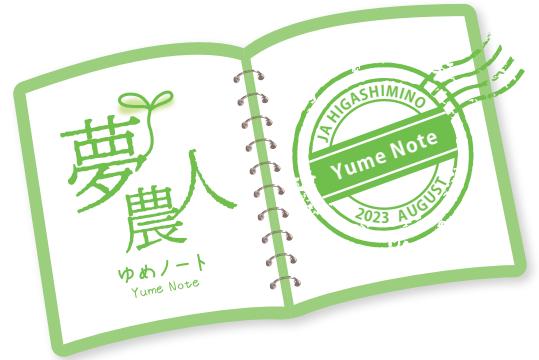 夢農人
ゆめノート
Yume Note
JA HIGASHIMINO
Yume Note
2023 AUGUST